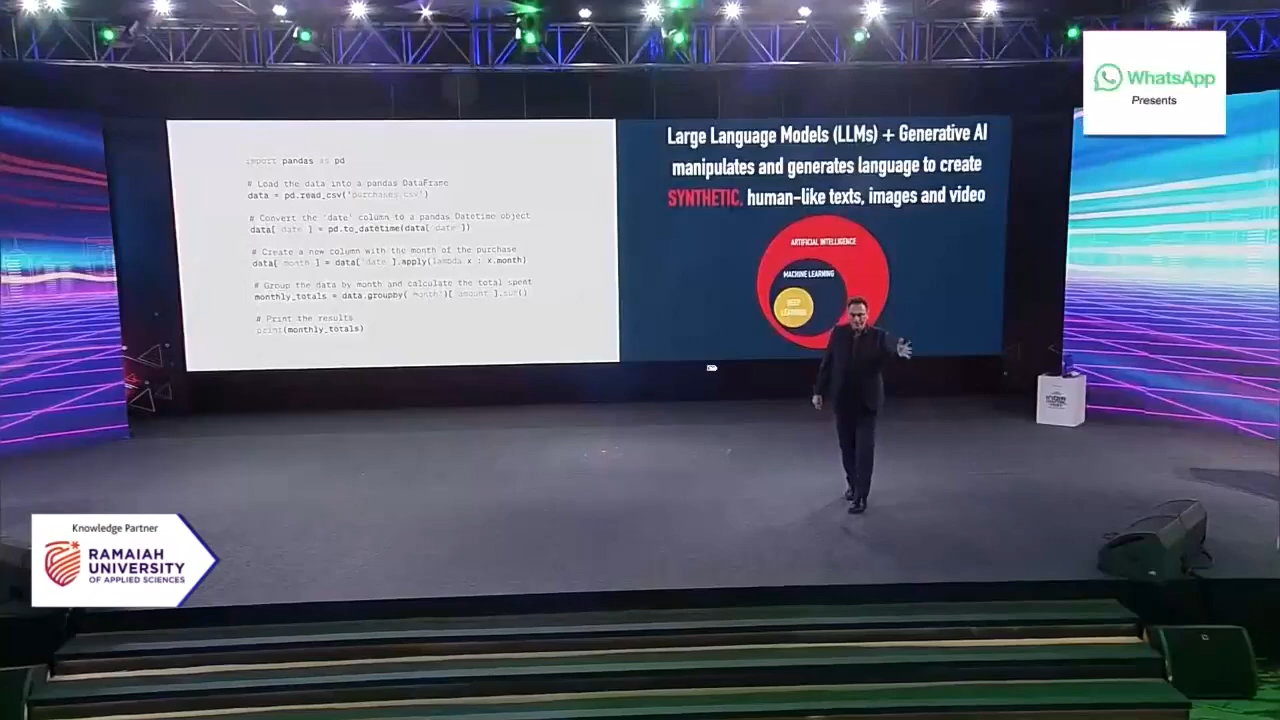 WhatsApp
Presents
import pandas as pd
# Load the data into a pandas DataFrame
data = pd.read_csv('purchases.csv')
# Convert the 'date' column to a pandas Datetime object
data['date'] = pd.to_datetime(data['date'])
# Create a new column with the month of the purchase
data['month'] = data['date'].apply(lambda x : x.month)
# Group the data by month and calculate the total spent
monthly_totals = data.groupby('month')['amount'].sum()
# Print the results
print(monthly_totals)
Large Language Models (LLMs) + Generative AI
manipulates and generates language to create
SYNTHETIC, human-like texts, images and video
ARTIFICIAL INTELLIGENCE
MACHINE LEARNING
DEEP
LEARNING
Knowledge Partner
RAMAIAH
UNIVERSITY
OF APPLIED SCIENCES